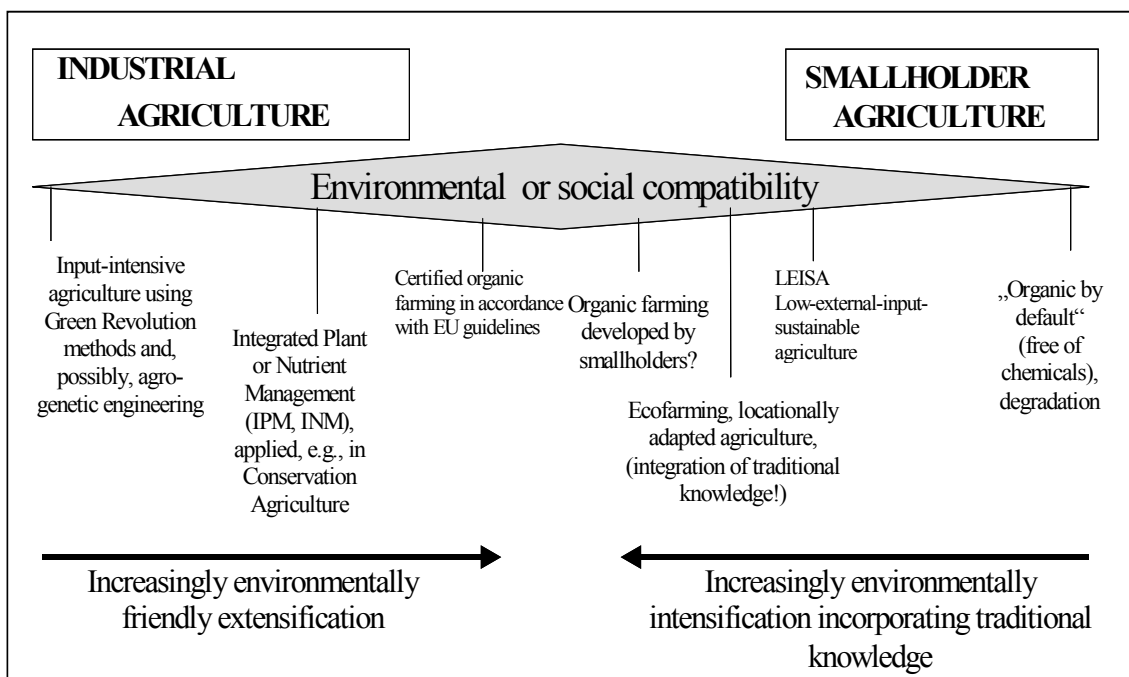 INDUSTRIAL
AGRICULTURE
SMALLHOLDER
AGRICULTURE
Environmental or social compatibility
Input-intensive
agriculture using
Green Revolution
methods and,
possibly, agro-
genetic engineering
Integrated Plant
or Nutrient
Management
(IPM, INM),
applied, e.g., in
Conservation
Agriculture
Certified organic
farming in accordance
with EU guidelines
Organic farming
developed by
smallholders?
Ecofarming, locationally
adapted agriculture,
(integration of traditional
knowledge!)
LEISA
Low-external-input-
sustainable
agriculture
„Organic by
default“
(free of
chemicals),
degradation
Increasingly environmentally
friendly extensification
Increasingly environmentally
intensification incorporating traditional
knowledge